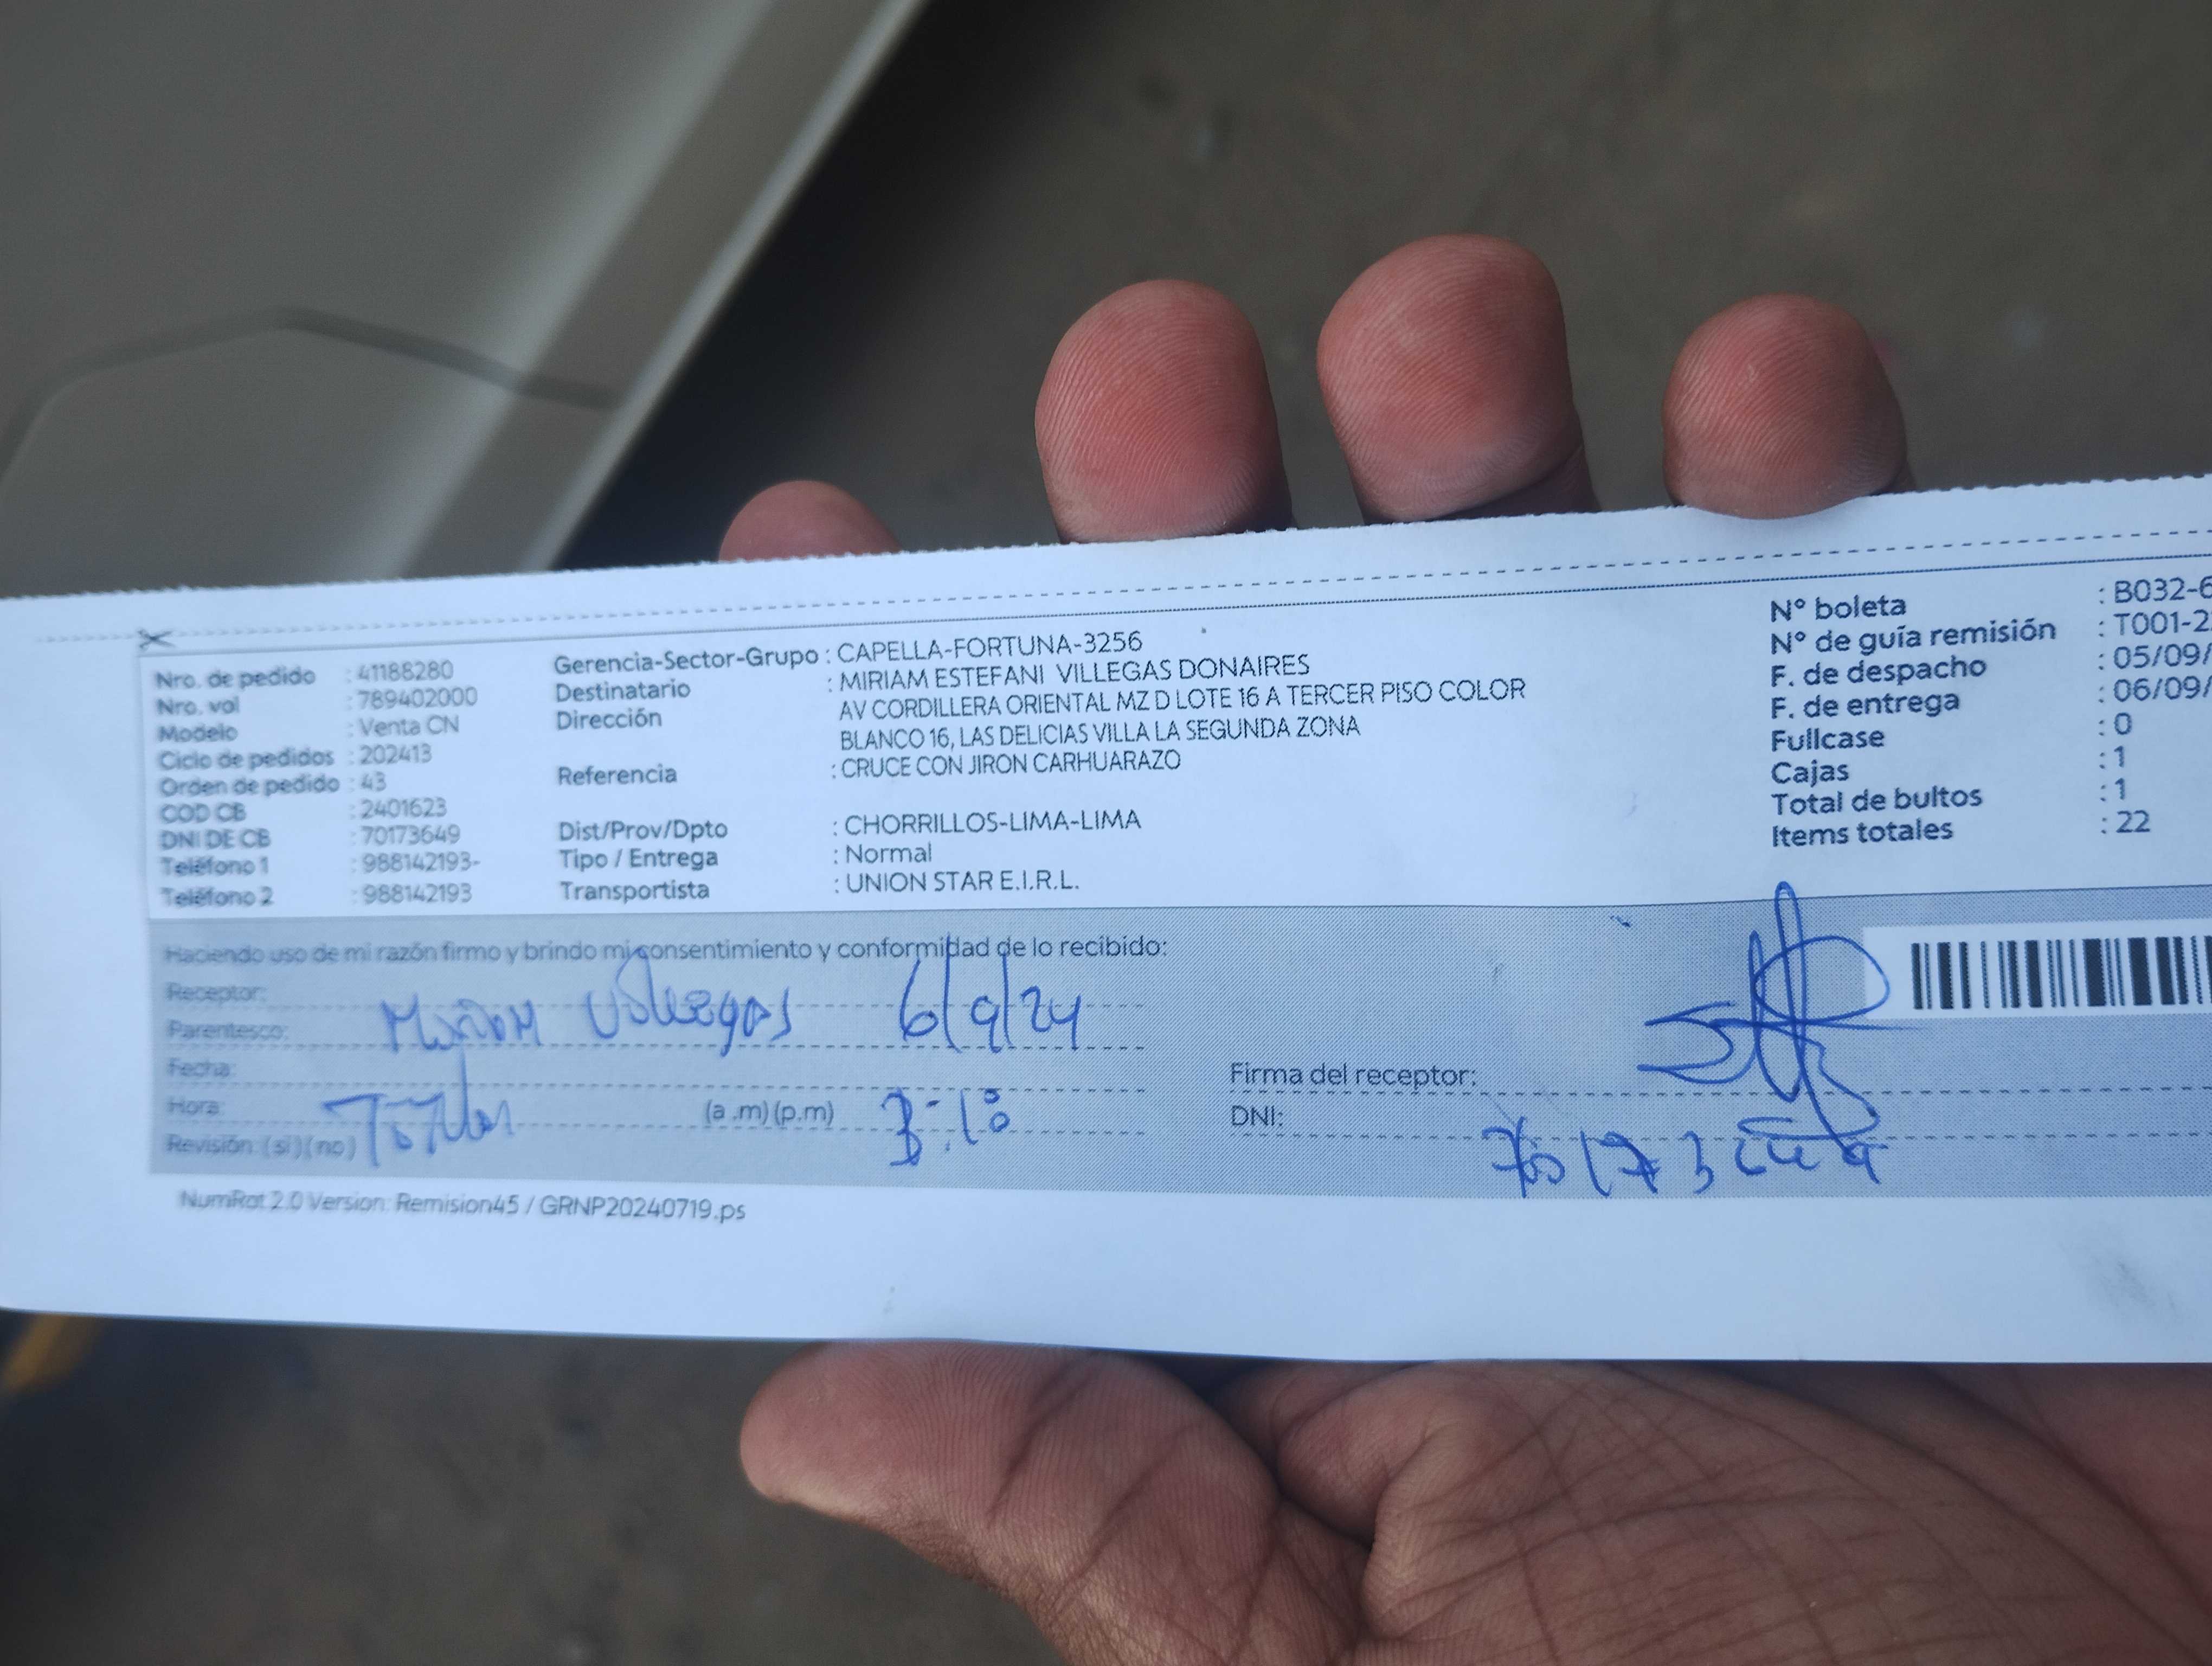 Nro. de pedido : 41188280
Nro. vol : 789402000
Modelo : Venta CN
Ciclo de pedidos : 202413
Orden de pedido : 43
COD CB : 2401623
DNI DE CB : 70173649
Teléfono 1 : 988142193-
Teléfono 2 : 988142193
Gerencia-Sector-Grupo : CAPELLA-FORTUNA-3256
Destinatario : MIRIAM ESTEFANI VILLEGAS DONAIRES
Dirección AV CORDILLERA ORIENTAL MZ D LOTE 16 A TERCER PISO COLOR
BLANCO 16, LAS DELICIAS VILLA LA SEGUNDA ZONA
Referencia : CRUCE CON JIRON CARHUARAZO
Dist/Prov/Dpto : CHORRILLOS-LIMA-LIMA
Tipo / Entrega : Normal
Transportista : UNION STAR E.I.R.L.
N° boleta : B032-6
N° de guía remisión : T001-2
F. de despacho : 05/09/
F. de entrega : 06/09/
Fullcase : 0
Cajas : 1
Total de bultos : 1
Items totales : 22
Haciendo uso de mi razón firmo y brindo mi consentimiento y conformidad de lo recibido:
Receptor:
Parentesco: Miriam Villegas 6/9/24
Fecha:
Hora: (a .m) (p.m) 3:10
Revisión: (si) (no)
Firma del receptor:
DNI:
NumRot 2.0 Version: Remision45 / GRNP20240719.ps